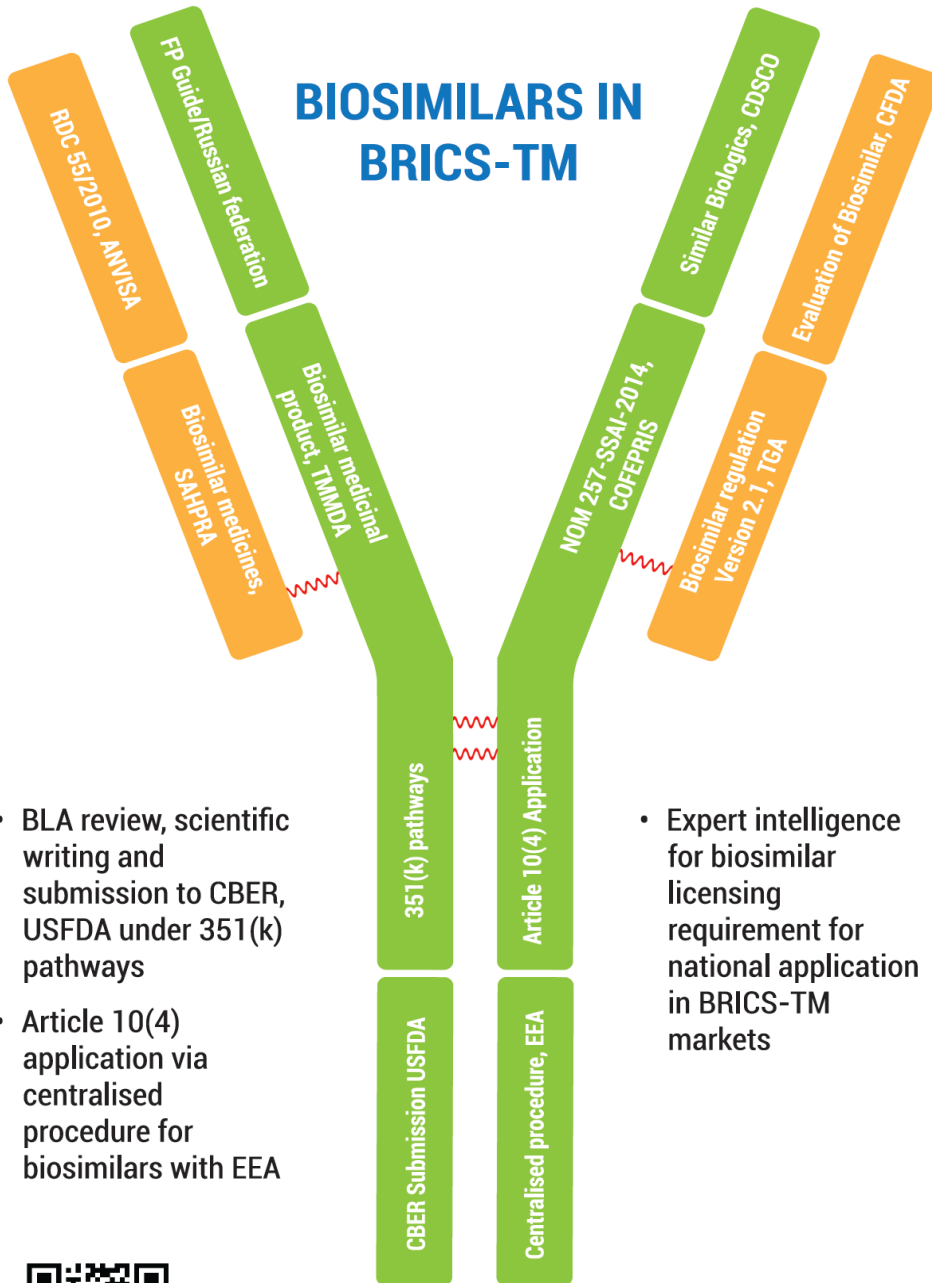 BIOSIMILARS IN
BRICS-TM
RDC 55/2010, ANVISA
FP Guide/Russian federation
Similar Biologics, CDSCO
Evaluation of Biosimilar, CFDA
Biosimilar medicines,
SAHPRA
Biosimilar medicinal
product, TMMDA
NOM 257-SSAI-2014,
COFEPRIS
Biosimilar regulation
Version 2.1, TGA
351(k) pathways
Article 10(4) Application
CBER Submission USFDA
Centralised procedure, EEA
• BLA review, scientific
writing and
submission to CBER,
USFDA under 351(k)
pathways
• Article 10(4)
application via
centralised
procedure for
biosimilars with EEA
• Expert intelligence
for biosimilar
licensing
requirement for
national application
in BRICS-TM
markets